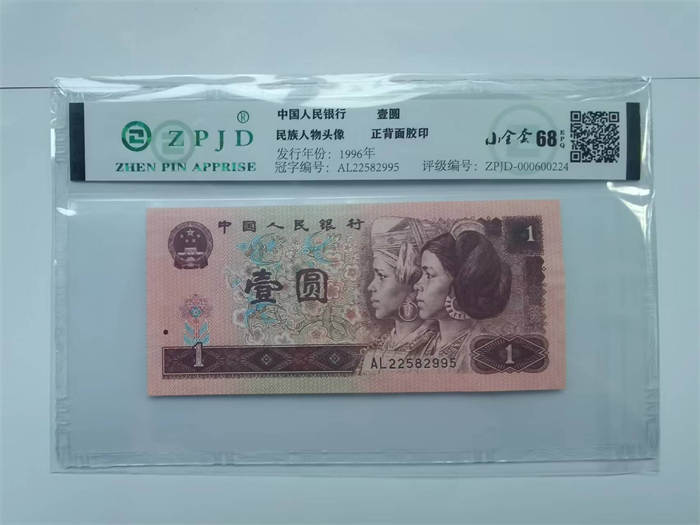 ZPJD ®
ZHEN PIN APPRISE
中国人民银行 壹圆
民族人物头像 正背面胶印
发行年份：1996年
冠字编号：AL22582995
小全套 68 EPQ
评级编号：ZPJD-000600224
中国人民银行
壹圆
1
1
AL22582995
1